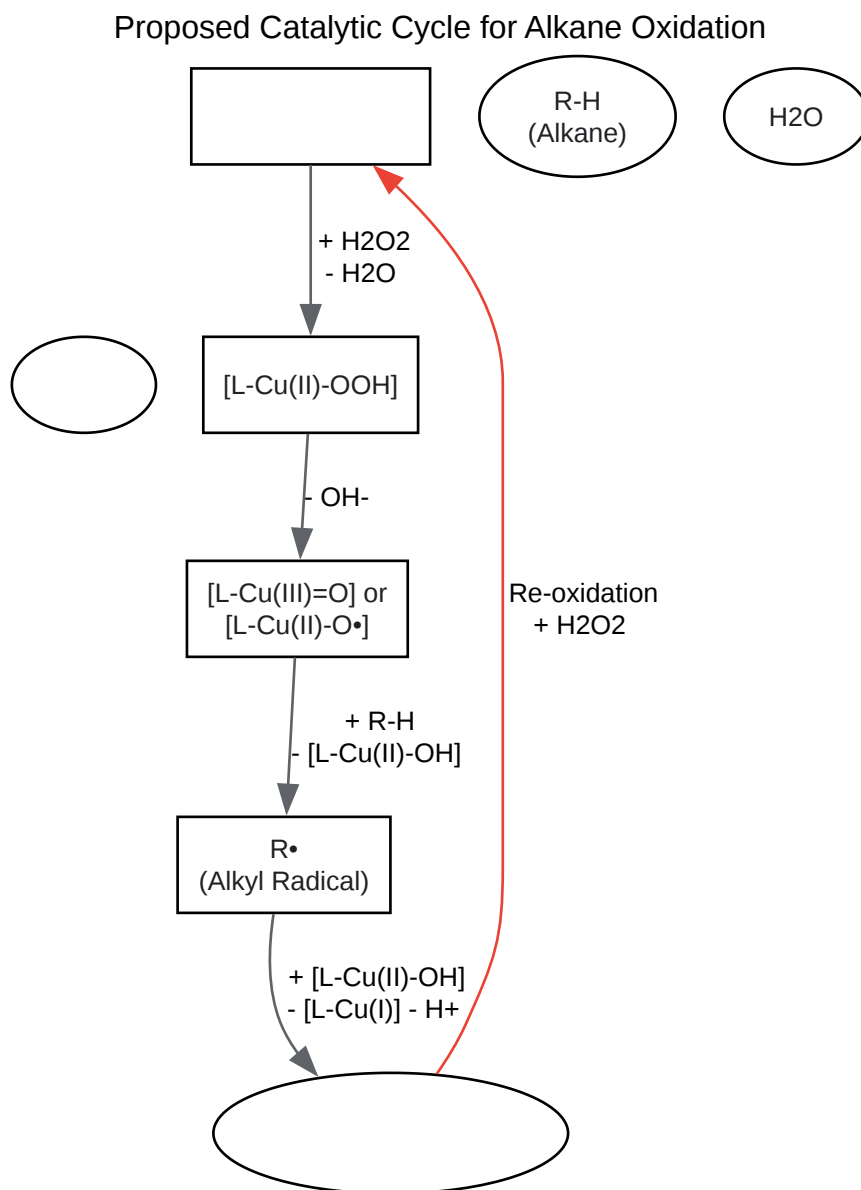 Proposed Catalytic Cycle for Alkane Oxidation
R-H
(Alkane)
H2O
+ H2O2
- H2O
[L-Cu(II)-OOH]
- OH-
[L-Cu(III)=O] or
[L-Cu(II)-O•]
Re-oxidation
+ H2O2
+ R-H
- [L-Cu(II)-OH]
R•
(Alkyl Radical)
+ [L-Cu(II)-OH]
- [L-Cu(I)] - H+